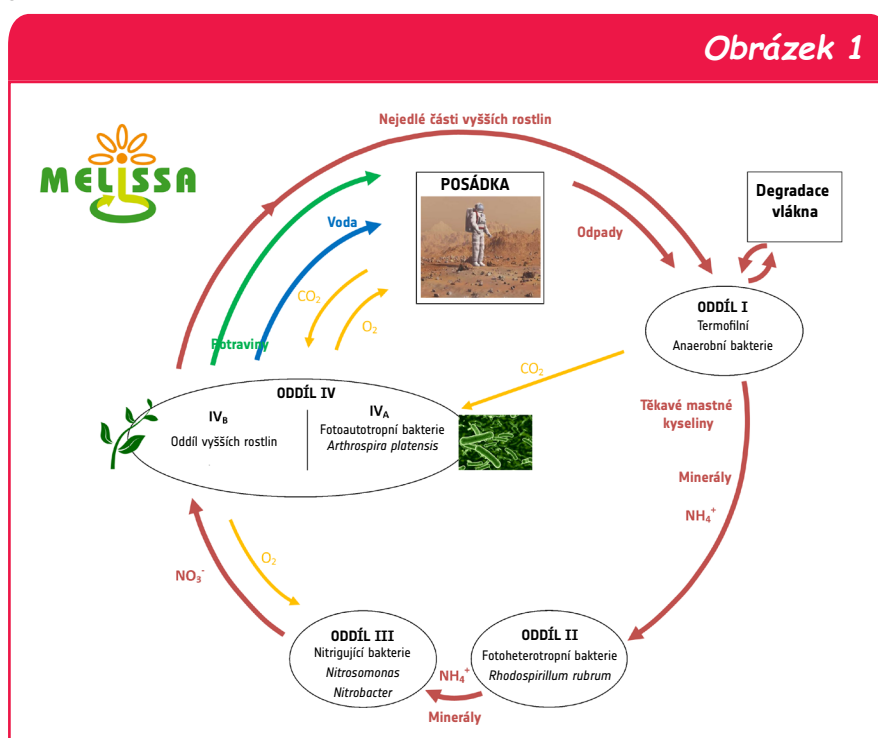 Obrázek 1
Nejedlé části vyšších rostlin
MELiSSA
POSÁDKA
Degradace
vlákna
Voda
Odpady
CO₂
O₂
Potraviny
ODDÍL I
Termofilní
Anaerobní bakterie
CO₂
ODDÍL IV
IV_B
Oddíl vyšších rostlin
IV_A
Fotoautotropní bakterie
Arthrospira platensis
Těkavé mastné
kyseliny
Minerály
NH₄⁺
O₂
NO₃⁻
ODDÍL III
Nitrigující bakterie
Nitrosomonas
Nitrobacter
ODDÍL II
Fotoheterotropní bakterie
Rhodospirillum rubrum
NH₄⁺
Minerály